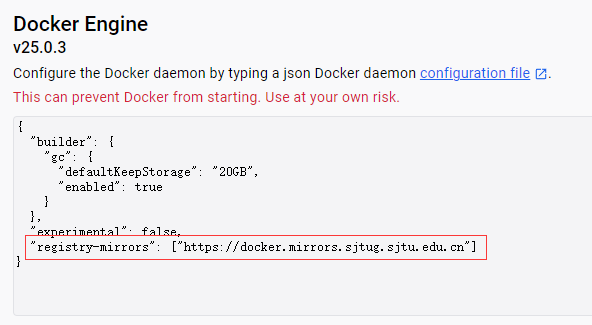 Docker Engine
v25.0.3
Configure the Docker daemon by typing a json Docker daemon configuration file.
This can prevent Docker from starting. Use at your own risk.
{
  "builder": {
    "gc": {
      "defaultKeepStorage": "20GB",
      "enabled": true
    }
  },
  "experimental": false,
  "registry-mirrors": ["https://docker.mirrors.sjtug.sjtu.edu.cn"]
}